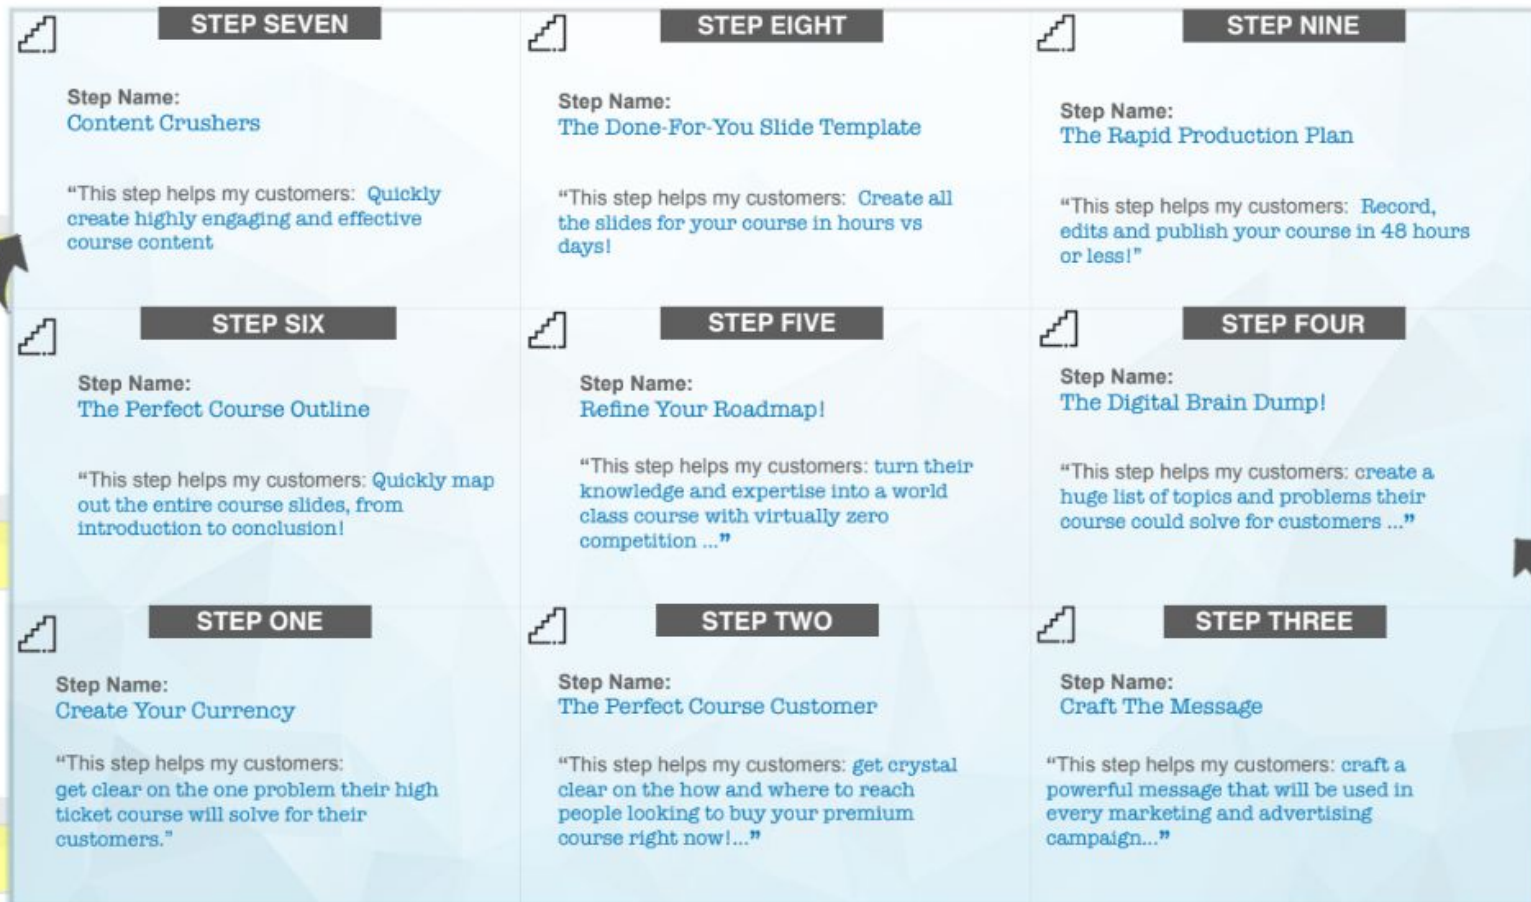 STEP SEVEN
Step Name:
Content Crushers
“This step helps my customers: Quickly
create highly engaging and effective
course content
STEP EIGHT
Step Name:
The Done-For-You Slide Template
“This step helps my customers: Create all
the slides for your course in hours vs
days!
STEP NINE
Step Name:
The Rapid Production Plan
“This step helps my customers: Record,
edits and publish your course in 48 hours
or less!"
STEP SIX
Step Name:
The Perfect Course Outline
“This step helps my customers: Quickly map
out the entire course slides, from
introduction to conclusion!
STEP FIVE
Step Name:
Refine Your Roadmap!
“This step helps my customers: turn their
knowledge and expertise into a world
class course with virtually zero
competition ...”
STEP FOUR
Step Name:
The Digital Brain Dump!
“This step helps my customers: create a
huge list of topics and problems their
course could solve for customers ...”
STEP ONE
Step Name:
Create Your Currency
“This step helps my customers:
get clear on the one problem their high
ticket course will solve for their
customers."
STEP TWO
Step Name:
The Perfect Course Customer
“This step helps my customers: get crystal
clear on the how and where to reach
people looking to buy your premium
course right now!...”
STEP THREE
Step Name:
Craft The Message
“This step helps my customers: craft a
powerful message that will be used in
every marketing and advertising
campaign...”